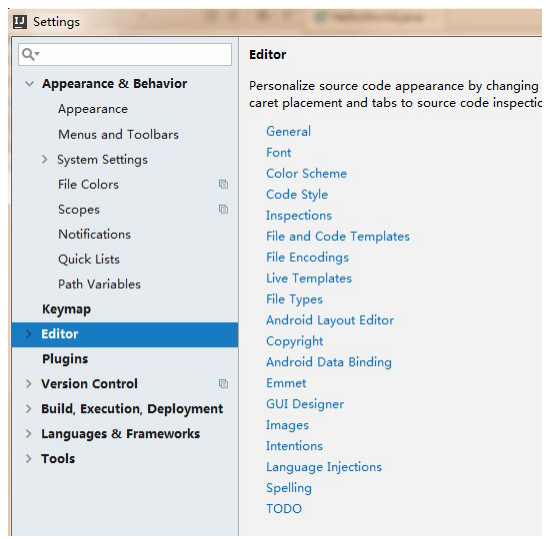 IJ Settings
Appearance & Behavior
Appearance
Menus and Toolbars
System Settings
File Colors
Scopes
Notifications
Quick Lists
Path Variables
Keymap
Editor
Plugins
Version Control
Build, Execution, Deployment
Languages & Frameworks
Tools
Editor
Personalize source code appearance by changing
caret placement and tabs to source code inspectic
General
Font
Color Scheme
Code Style
Inspections
File and Code Templates
File Encodings
Live Templates
File Types
Android Layout Editor
Copyright
Android Data Binding
Emmet
GUI Designer
Images
Intentions
Language Injections
Spelling
TODO